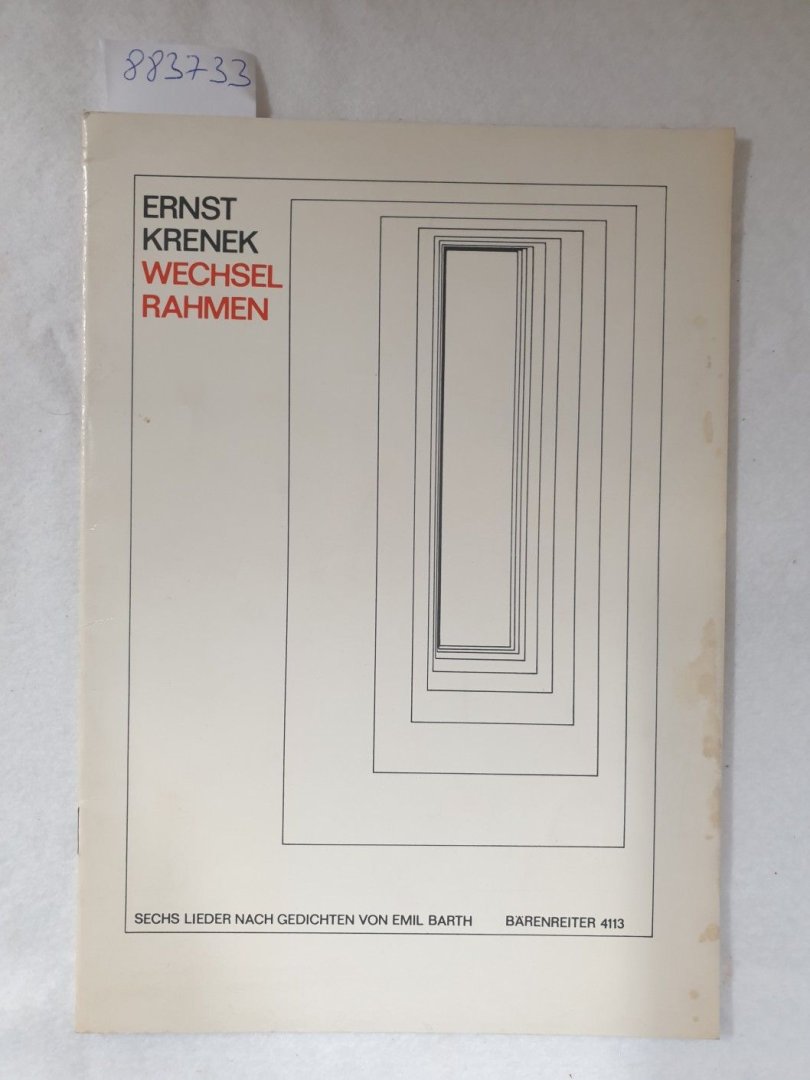 883733
ERNST
KRENEK
WECHSEL
RAHMEN
SECHS LIEDER NACH GEDICHTEN VON EMIL BARTH BÄRENREITER 4113